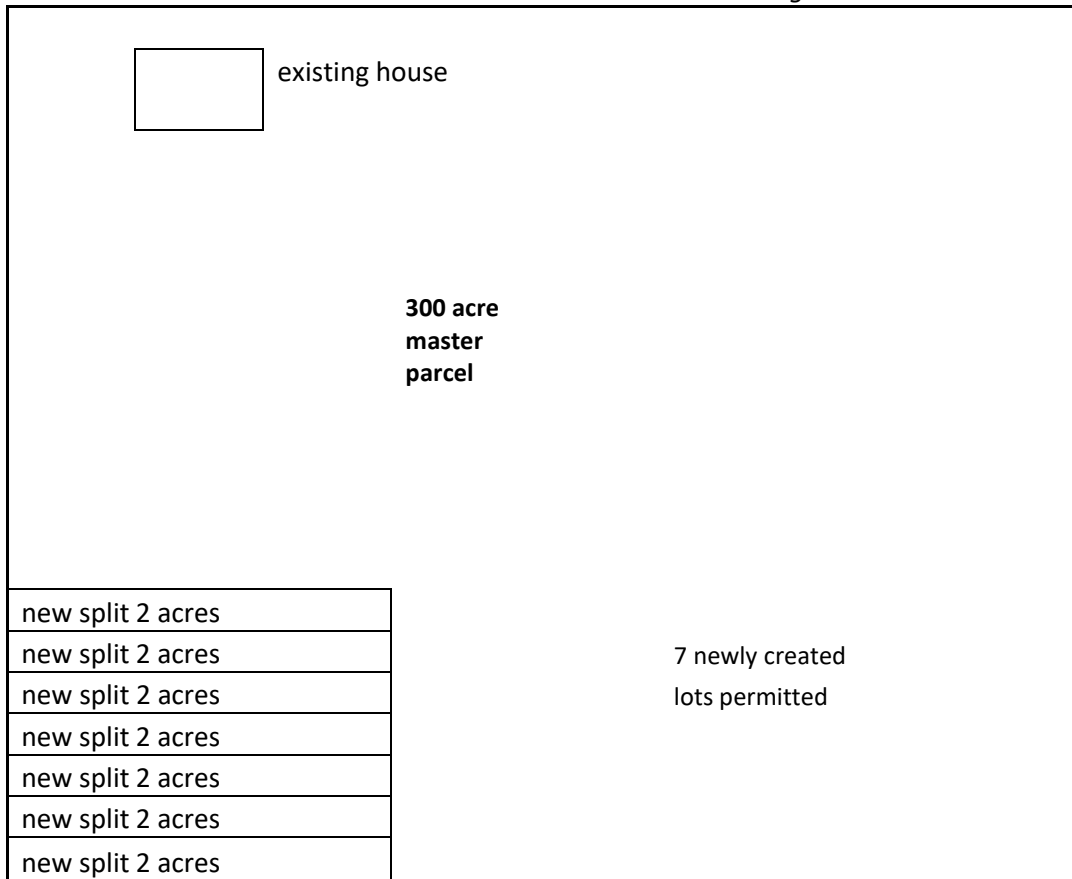 existing house
300 acre
master
parcel
new split 2 acres
new split 2 acres
7 newly created
new split 2 acres
lots permitted
new split 2 acres
new split 2 acres
new split 2 acres
new split 2 acres